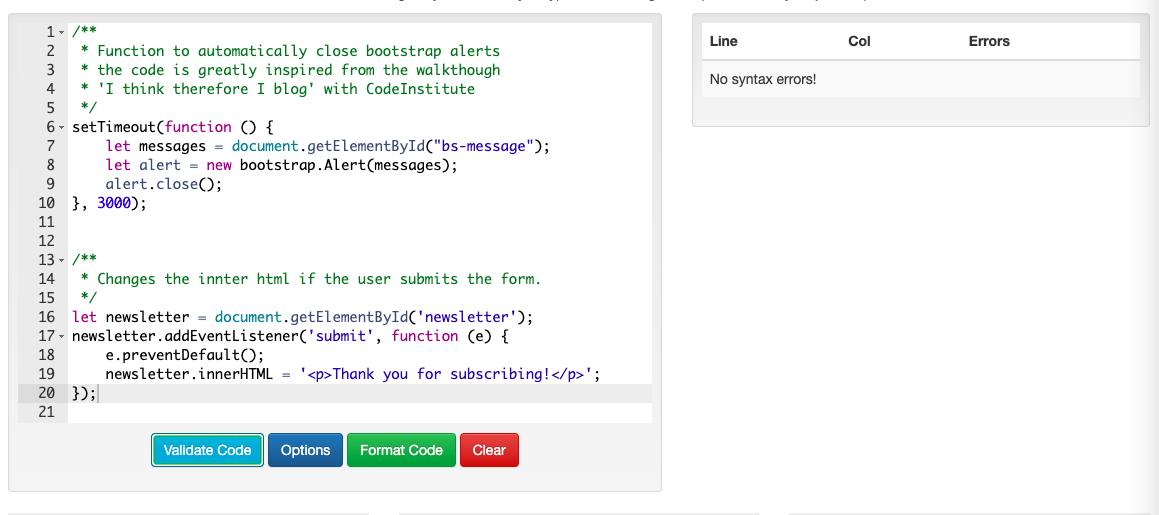 1 /**
2 * Function to automatically close bootstrap alerts
3 * the code is greatly inspired from the walkthough
4 * 'I think therefore I blog' with CodeInstitute
5 */
6 setTimeout(function () {
7 let messages = document.getElementById("bs-message");
8 let alert = new bootstrap.Alert(messages);
9 alert.close();
10 }, 3000);
11
12
13 /**
14 * Changes the innter html if the user submits the form.
15 */
16 let newsletter = document.getElementById('newsletter');
17 newsletter.addEventListener('submit', function (e) {
18 e.preventDefault();
19 newsletter.innerHTML = '<p>Thank you for subscribing!</p>';
20 });
21
Validate Code Options Format Code Clear
Line Col Errors
No syntax errors!